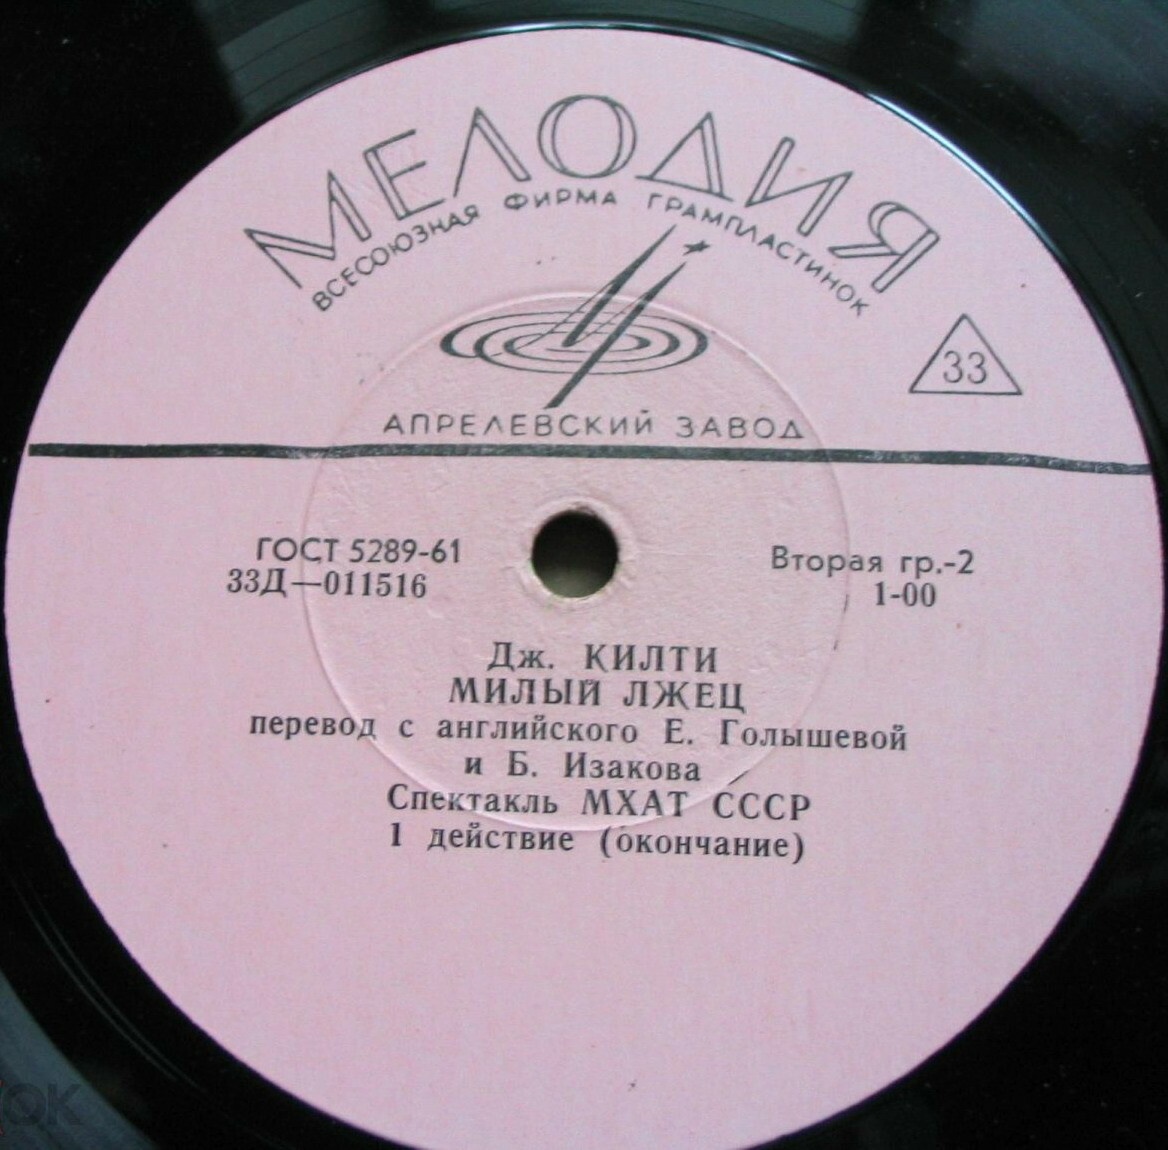 МЕЛОДИЯ
ВСЕСОЮЗНАЯ ФИРМА ГРАМПЛАСТИНОК
33
АПРЕЛЕВСКИЙ ЗАВОД
ГОСТ 5289-61
Вторая гр.-2
33Д—011516
1-00
Дж. КИЛТИ
МИЛЫЙ ЛЖЕЦ
перевод с английского Е. Голышевой
и Б. Изакова
Спектакль МХАТ СССР
1 действие (окончание)